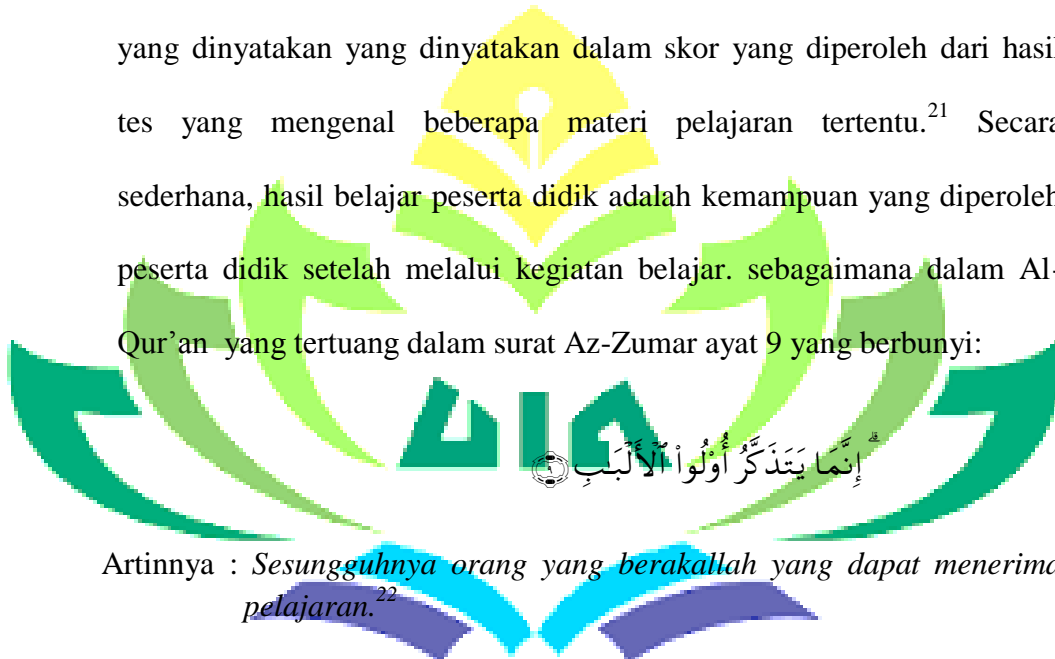 yang dinyatakan yang dinyatakan dalam skor yang diperoleh dari hasil
tes yang mengenal beberapa materi pelajaran tertentu.21 Secara
sederhana, hasil belajar peserta didik adalah kemampuan yang diperoleh
peserta didik setelah melalui kegiatan belajar. sebagaimana dalam Al-
Qur’an yang tertuang dalam surat Az-Zumar ayat 9 yang berbunyi:
ۗ إِنَّمَا يَتَذَكَّرُ أُوْلُواْ ٱلۡأَلۡبَٰبِ ٩
Artinnya : Sesungguhnya orang yang berakallah yang dapat menerima
pelajaran.22